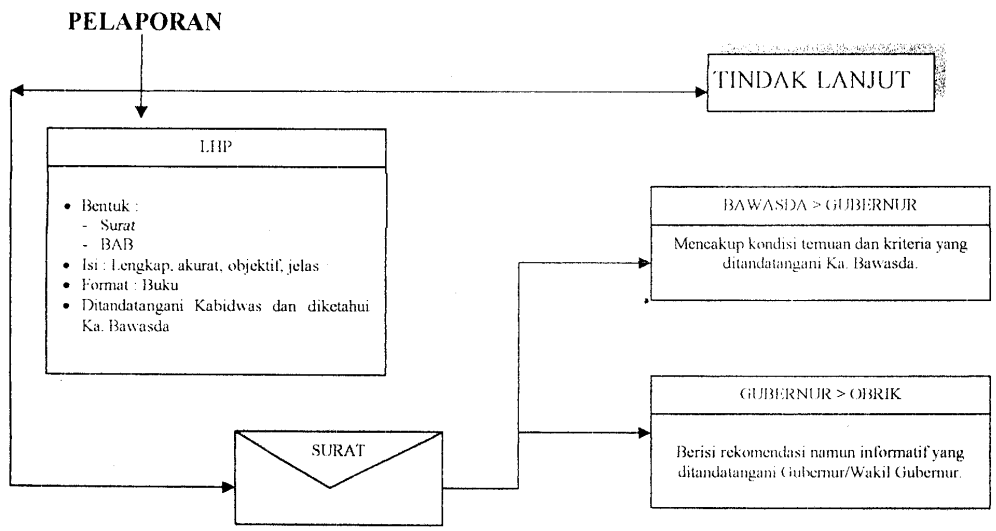 PELAPORAN
TINDAK LANJUT
LHP
• Bentuk :
- Surat
- BAB
• Isi : Lengkap, akurat, objektif, jelas
• Format : Buku
• Ditandatangani Kabidwas dan diketahui
Ka. Bawasda
BAWASDA > GUBERNUR
Mencakup kondisi temuan dan kriteria yang
ditandatangani Ka. Bawasda.
GUBERNUR > OBRIK
Berisi rekomendasi namun informatif yang
ditandatangani Gubernur/Wakil Gubernur.
SURAT